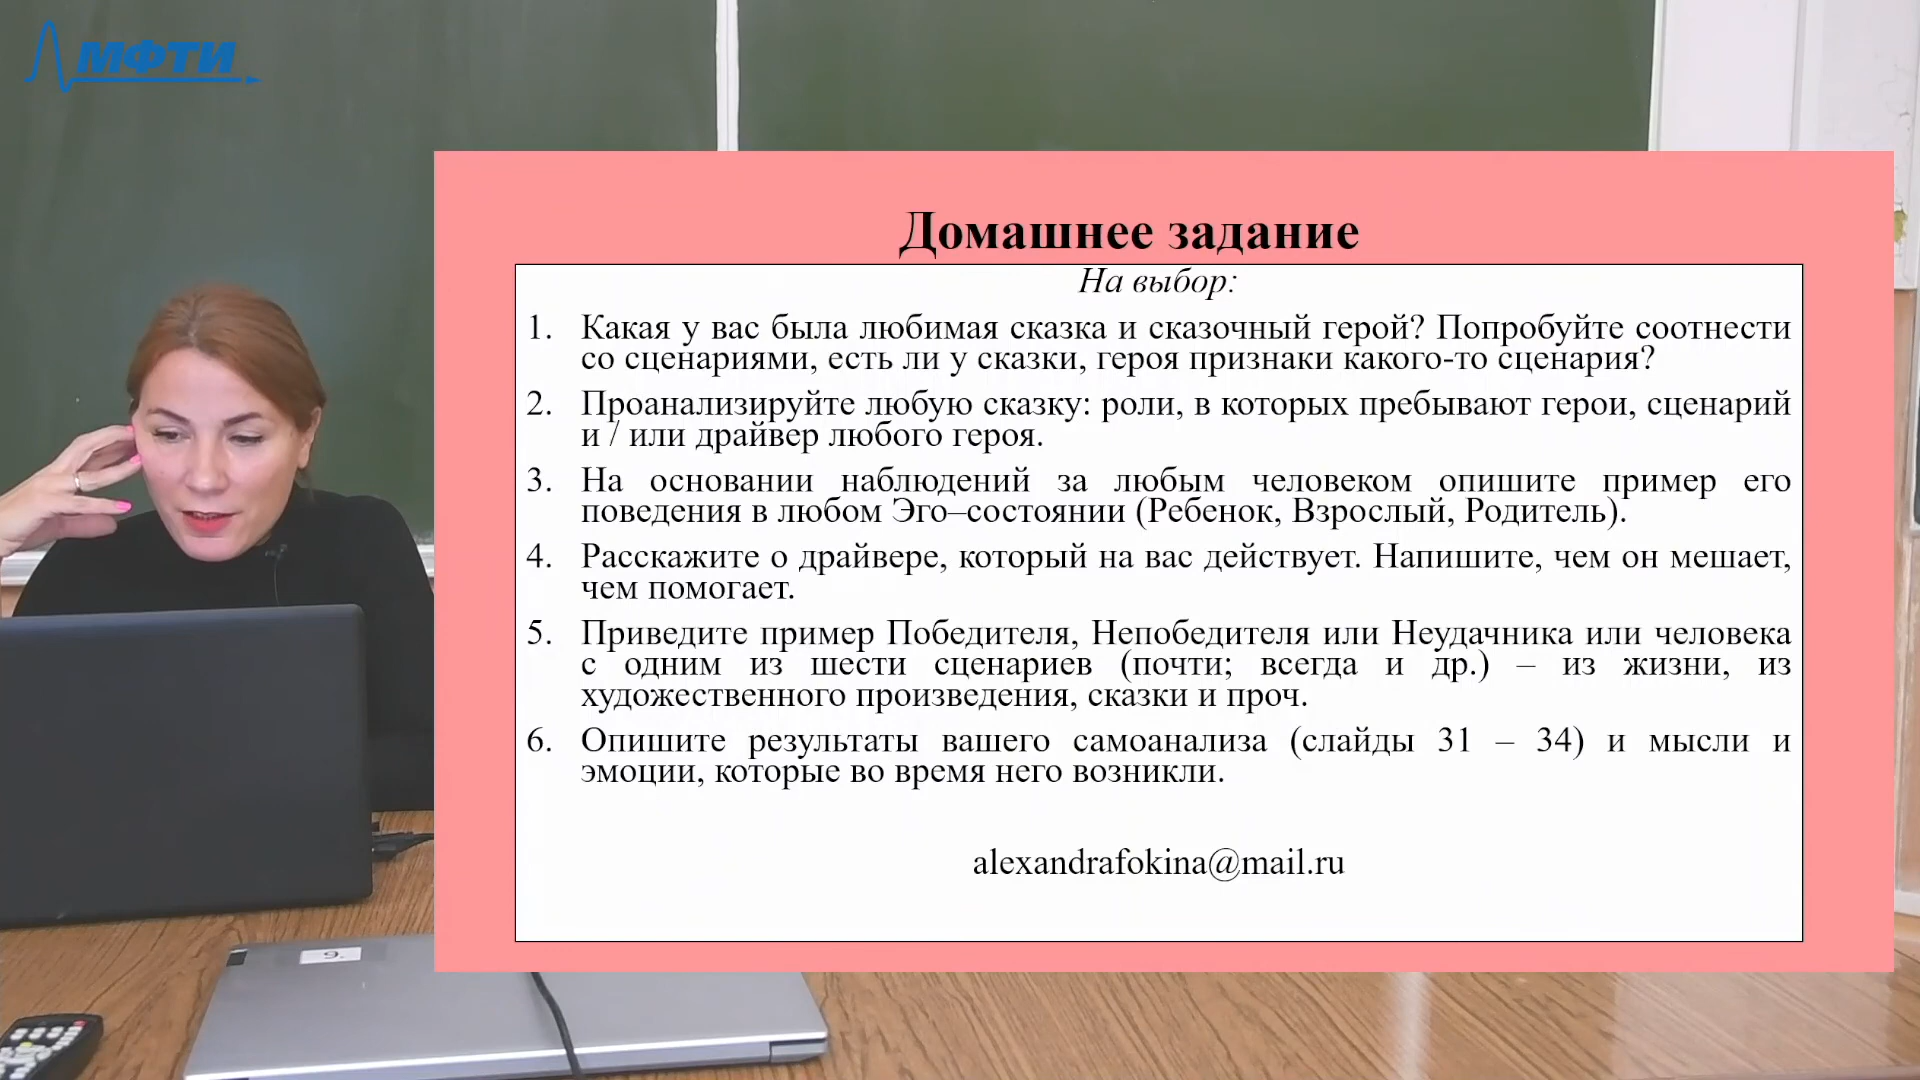 МФТИ
Домашнее задание
На выбор:
1. Какая у вас была любимая сказка и сказочный герой? Попробуйте соотнести
со сценариями, есть ли у сказки, героя признаки какого-то сценария?
2. Проанализируйте любую сказку: роли, в которых пребывают герои, сценарий
и / или драйвер любого героя.
3. На основании наблюдений за любым человеком опишите пример его
поведения в любом Эго–состоянии (Ребенок, Взрослый, Родитель).
4. Расскажите о драйвере, который на вас действует. Напишите, чем он мешает,
чем помогает.
5. Приведите пример Победителя, Непобедителя или Неудачника или человека
с одним из шести сценариев (почти; всегда и др.) – из жизни, из
художественного произведения, сказки и проч.
6. Опишите результаты вашего самоанализа (слайды 31 – 34) и мысли и
эмоции, которые во время него возникли.
alexandrafokina@mail.ru